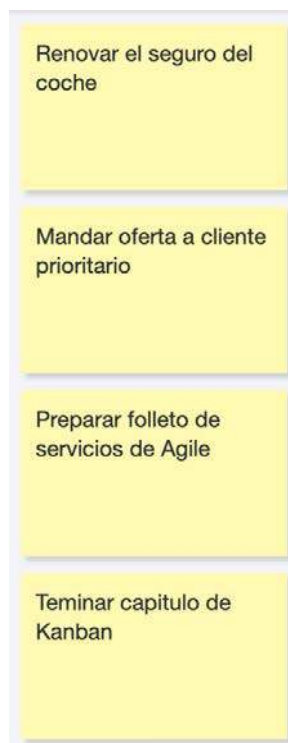 Renovar el seguro del
coche
Mandar oferta a cliente
prioritario
Preparar folleto de
servicios de Agile
Teminar capitulo de
Kanban